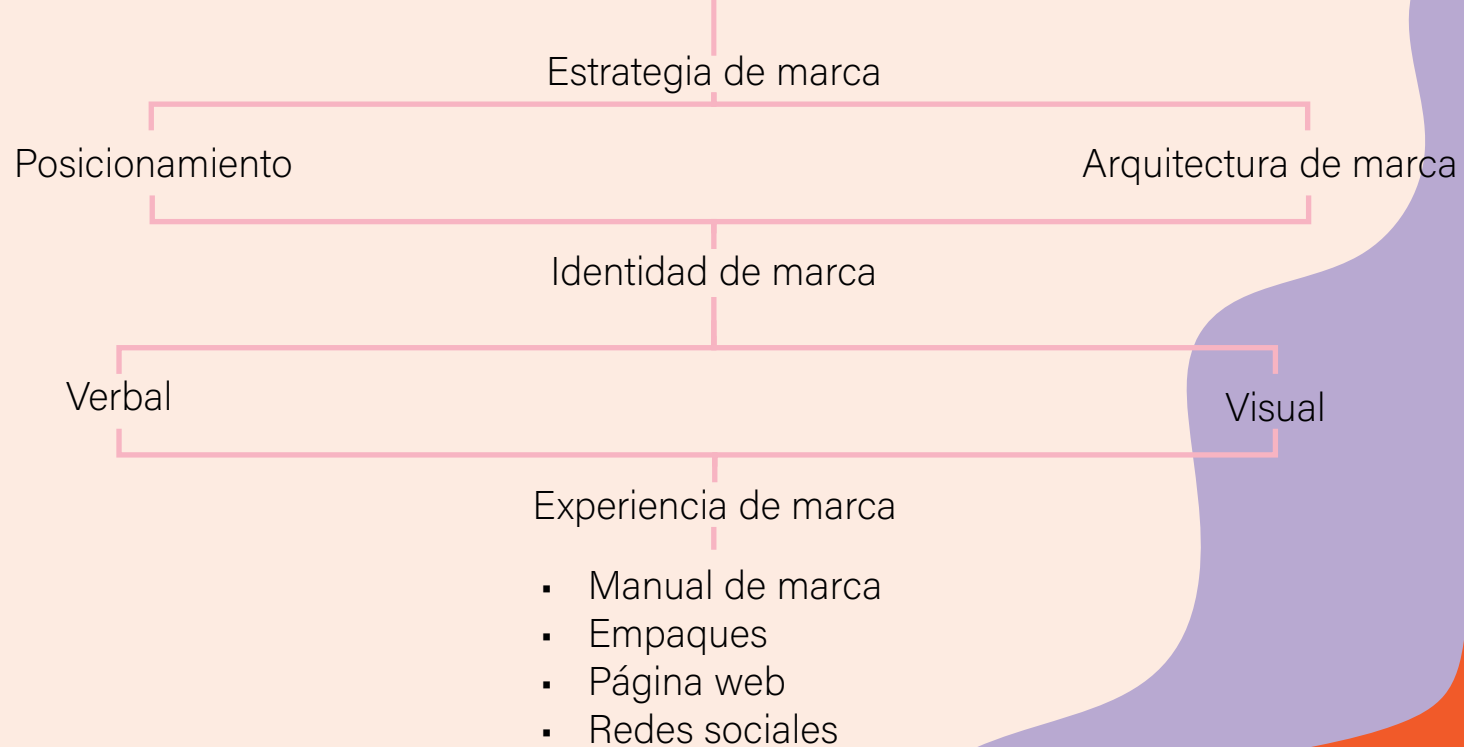 Estrategia de marca
Posicionamiento
Arquitectura de marca
Identidad de marca
Verbal
Visual
Experiencia de marca
▪ Manual de marca
▪ Empaques
▪ Página web
▪ Redes sociales